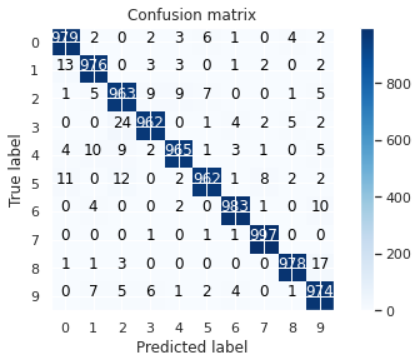 Confusion matrix
0 979 2 0 2 3 6 1 0 4 2
1 13 976 0 3 3 0 1 2 0 2
2 1 5 963 9 9 7 0 0 1 5
3 0 0 24 962 0 1 4 2 5 2
4 4 10 9 2 965 1 3 1 0 5
5 11 0 12 0 2 962 1 8 2 2
6 0 4 0 0 2 0 983 1 0 10
7 0 0 0 1 0 1 1 997 0 0
8 1 1 3 0 0 0 0 0 978 17
9 0 7 5 6 1 2 4 0 1 974
0 1 2 3 4 5 6 7 8 9
Predicted label
True label
800
600
400
200
0